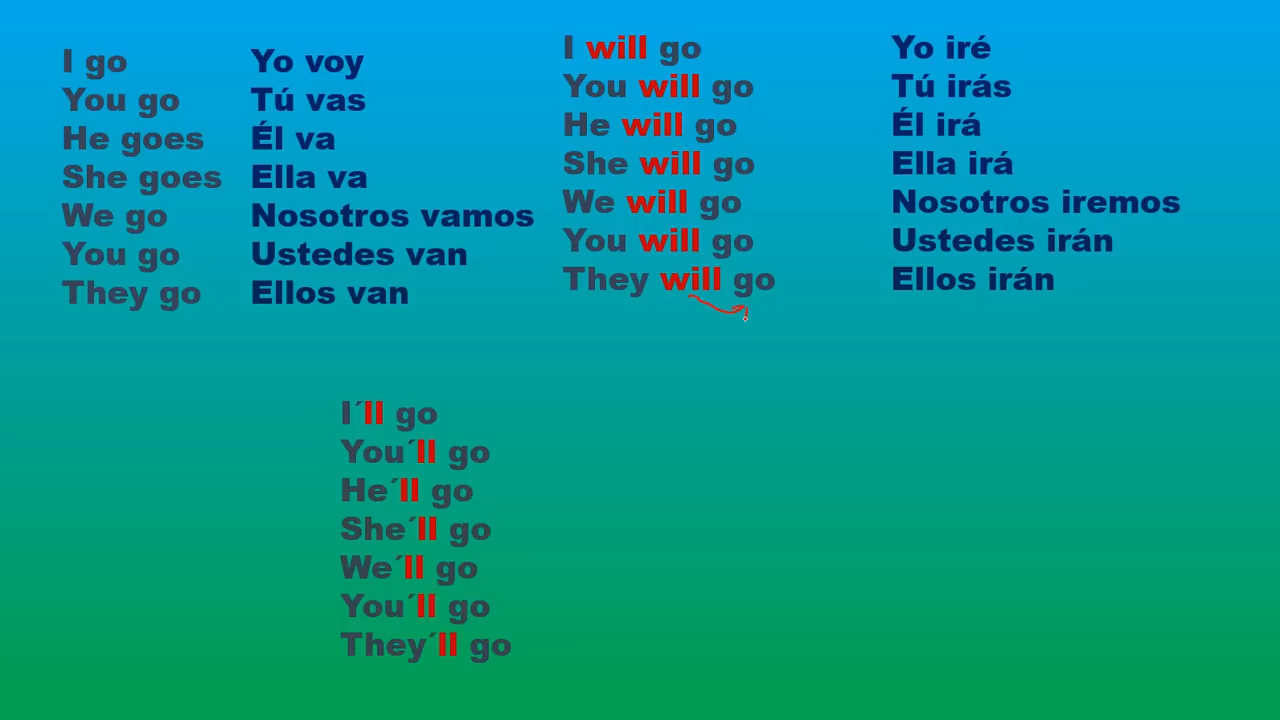 I go
You go
He goes
She goes
We go
You go
They go
Yo voy
Tú vas
Él va
Ella va
Nosotros vamos
Ustedes van
Ellos van
I will go
You will go
He will go
She will go
We will go
You will go
They will go
Yo iré
Tú irás
Él irá
Ella irá
Nosotros iremos
Ustedes irán
Ellos irán
I´ll go
You´ll go
He´ll go
She´ll go
We´ll go
You´ll go
They´ll go